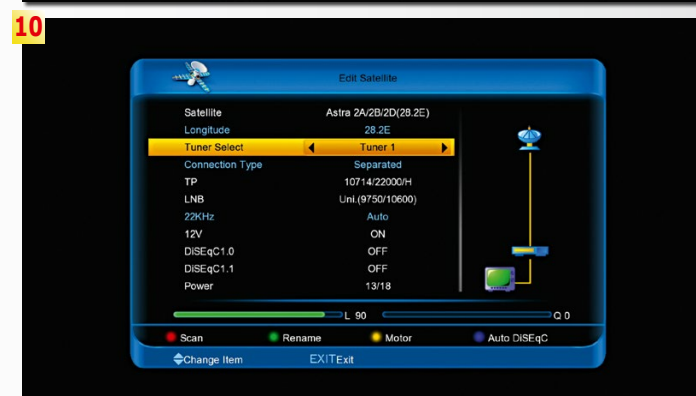 10
Edit Satellite
Satellite Astra 2A/2B/2D(28.2E)
Longitude 28.2E
Tuner Select Tuner 1
Connection Type Separated
TP 10714/22000/H
LNB Uni.(9750/10600)
22KHz Auto
12V ON
DiSEqC1.0 OFF
DiSEqC1.1 OFF
Power 13/18
L 90 Q 0
Scan Rename Motor Auto DiSEqC
Change Item EXIT Exit